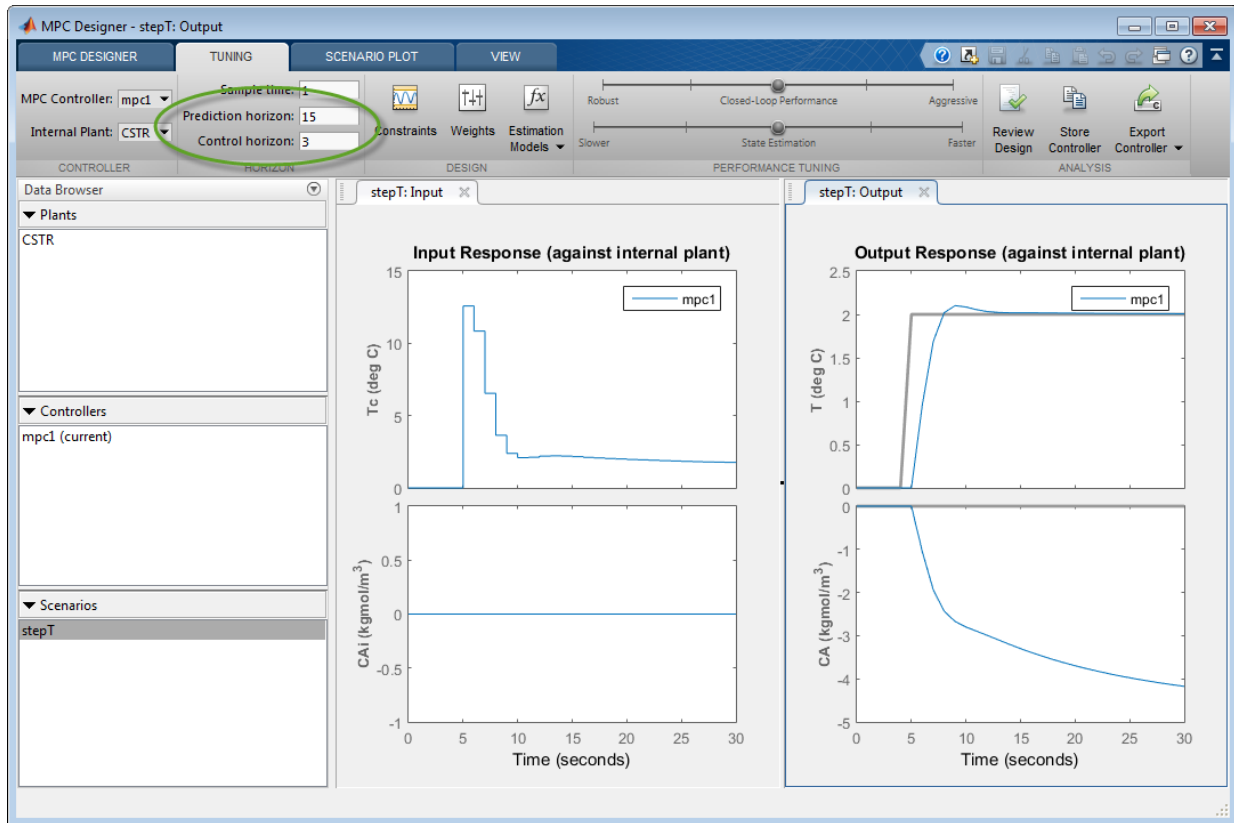 MPC Designer - stepT: Output
MPC DESIGNER TUNING SCENARIO PLOT VIEW
MPC Controller: mpc1
Internal Plant: CSTR
CONTROLLER
Sample time: 1
Prediction horizon: 15
Control horizon: 3
HORIZON
Constraints
Weights
Estimation
Models
DESIGN
Robust Closed-Loop Performance Aggressive
Slower State Estimation Faster
PERFORMANCE TUNING
Review
Design
Store
Controller
Export
Controller
ANALYSIS
Data Browser
Plants
CSTR
Controllers
mpc1 (current)
Scenarios
stepT
stepT: Input
Input Response (against internal plant)
mpc1
15
10
5
0
Tc (deg C)
1
0.5
0
-0.5
-1
CAi (kgmol/m³)
0 5 10 15 20 25 30
Time (seconds)
stepT: Output
Output Response (against internal plant)
mpc1
2.5
2
1.5
1
0.5
0
T (deg C)
0
-1
-2
-3
-4
-5
CA (kgmol/m³)
0 5 10 15 20 25 30
Time (seconds)